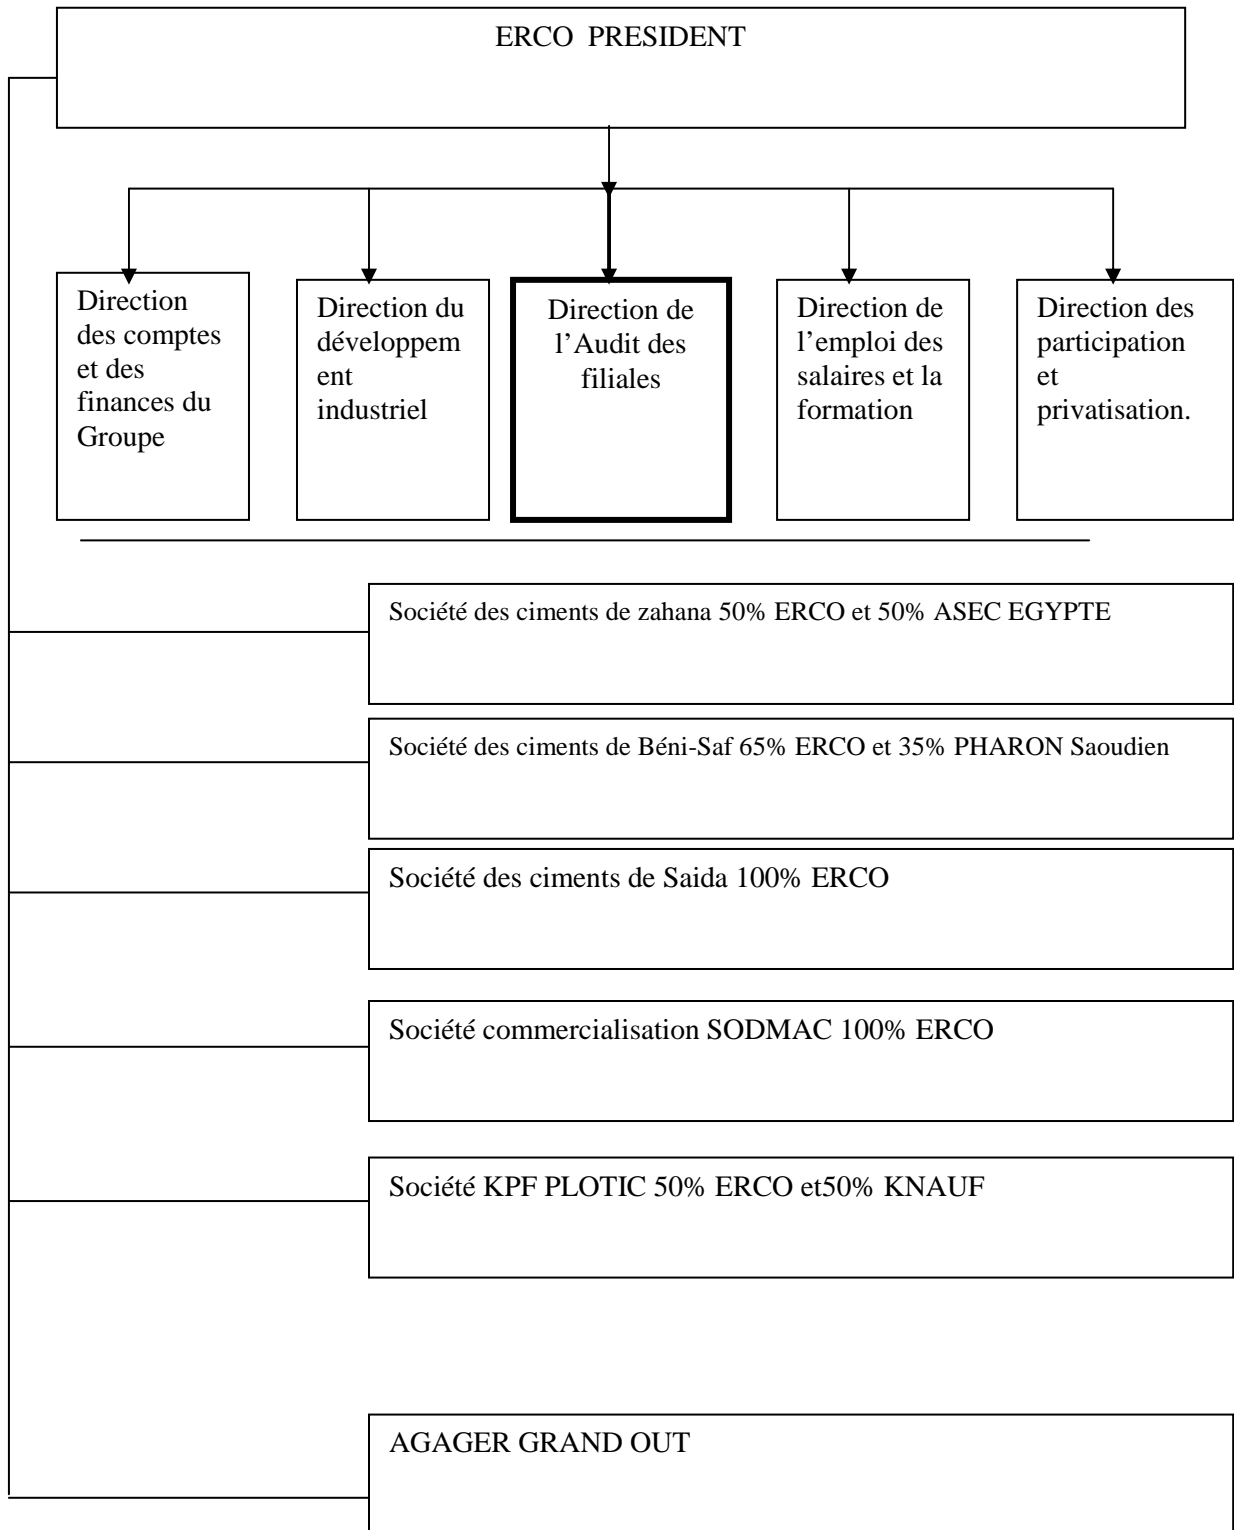 ERCO PRESIDENT
Direction
des comptes
et des
finances du
Groupe
Direction du
développem
ent
industriel
Direction de
l’Audit des
filiales
Direction de
l’emploi des
salaires et la
formation
Direction des
participation
et
privatisation.
Société des ciments de zahana 50% ERCO et 50% ASEC EGYPTE
Société des ciments de Béni-Saf 65% ERCO et 35% PHARON Saoudien
Société des ciments de Saida 100% ERCO
Société commercialisation SODMAC 100% ERCO
Société KPF PLOTIC 50% ERCO et50% KNAUF
AGAGER GRAND OUT